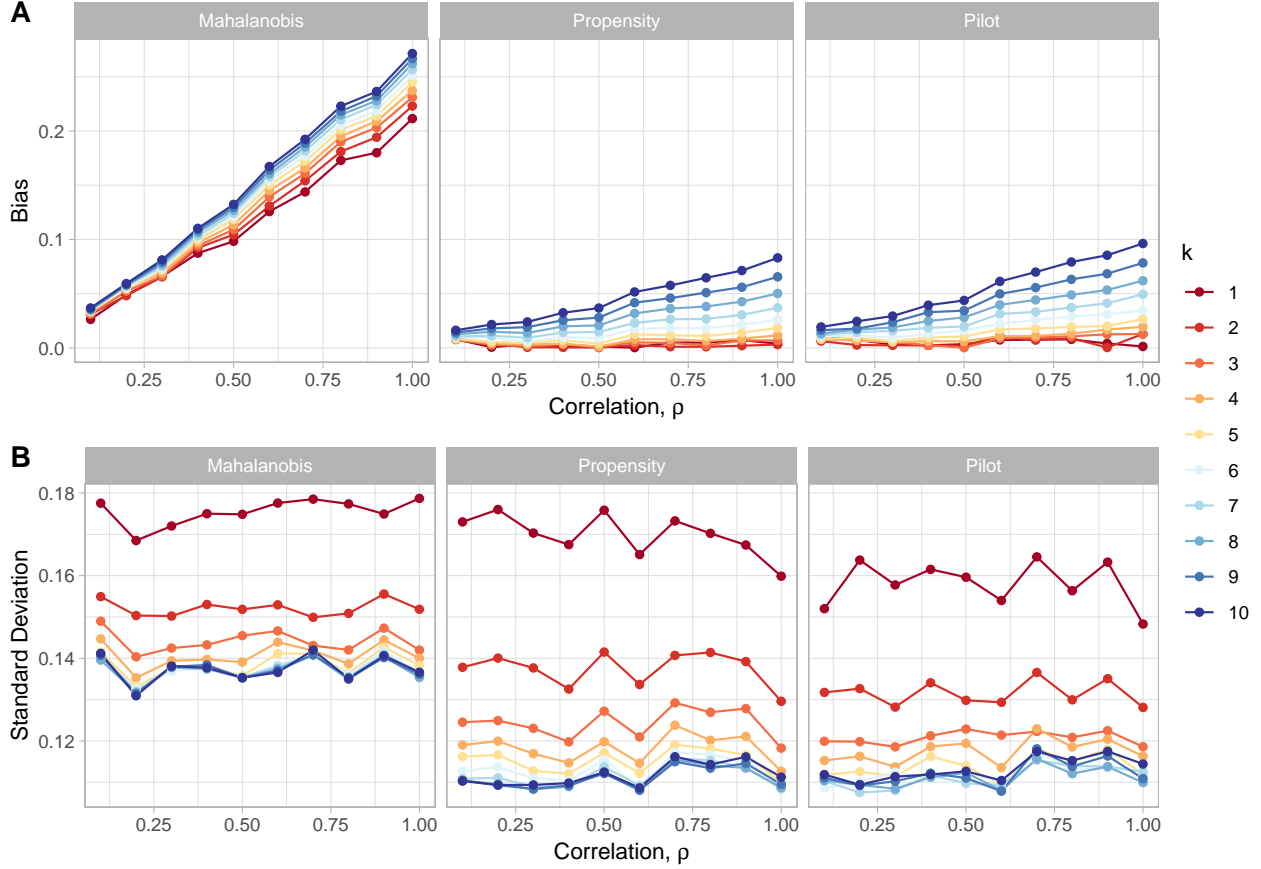 A
Mahalanobis Propensity Pilot
Bias
0.2
0.1
0.0
0.25 0.50 0.75 1.00 0.25 0.50 0.75 1.00 0.25 0.50 0.75 1.00
Correlation, ρ
B
Mahalanobis Propensity Pilot
Standard Deviation
0.18
0.16
0.14
0.12
0.25 0.50 0.75 1.00 0.25 0.50 0.75 1.00 0.25 0.50 0.75 1.00
Correlation, ρ
k
1
2
3
4
5
6
7
8
9
10